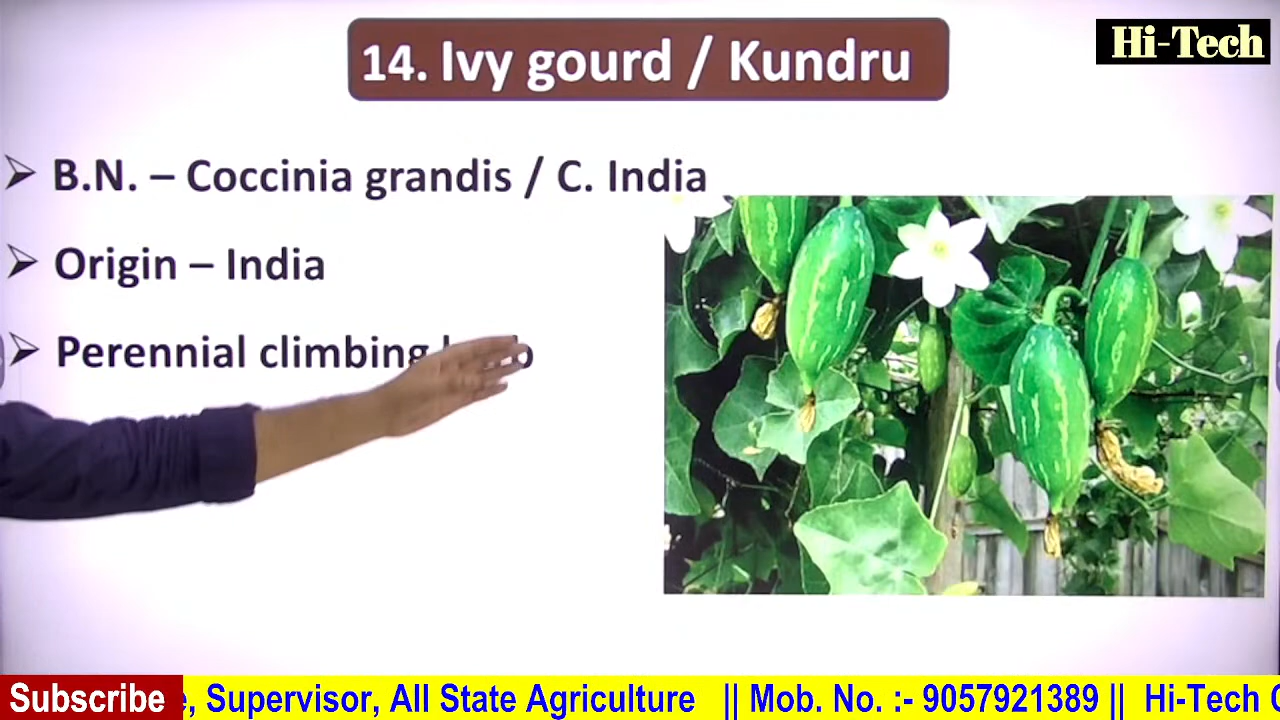 14. Ivy gourd / Kundru
Hi-Tech
➢ B.N. – Coccinia grandis / C. India
➢ Origin – India
➢ Perennial climbing
Subscribe
, Supervisor, All State Agriculture || Mob. No. :- 9057921389 || Hi-Tech